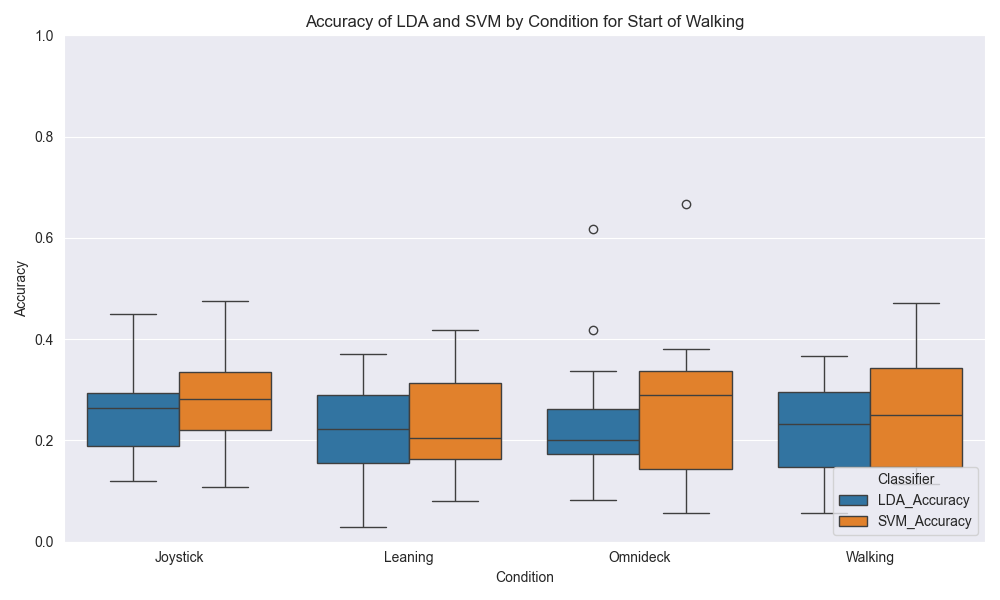 Accuracy of LDA and SVM by Condition for Start of Walking
1.0
0.8
0.6
0.4
0.2
0.0
Accuracy
Joystick
Leaning
Omnideck
Walking
Condition
Classifier
LDA_Accuracy
SVM_Accuracy